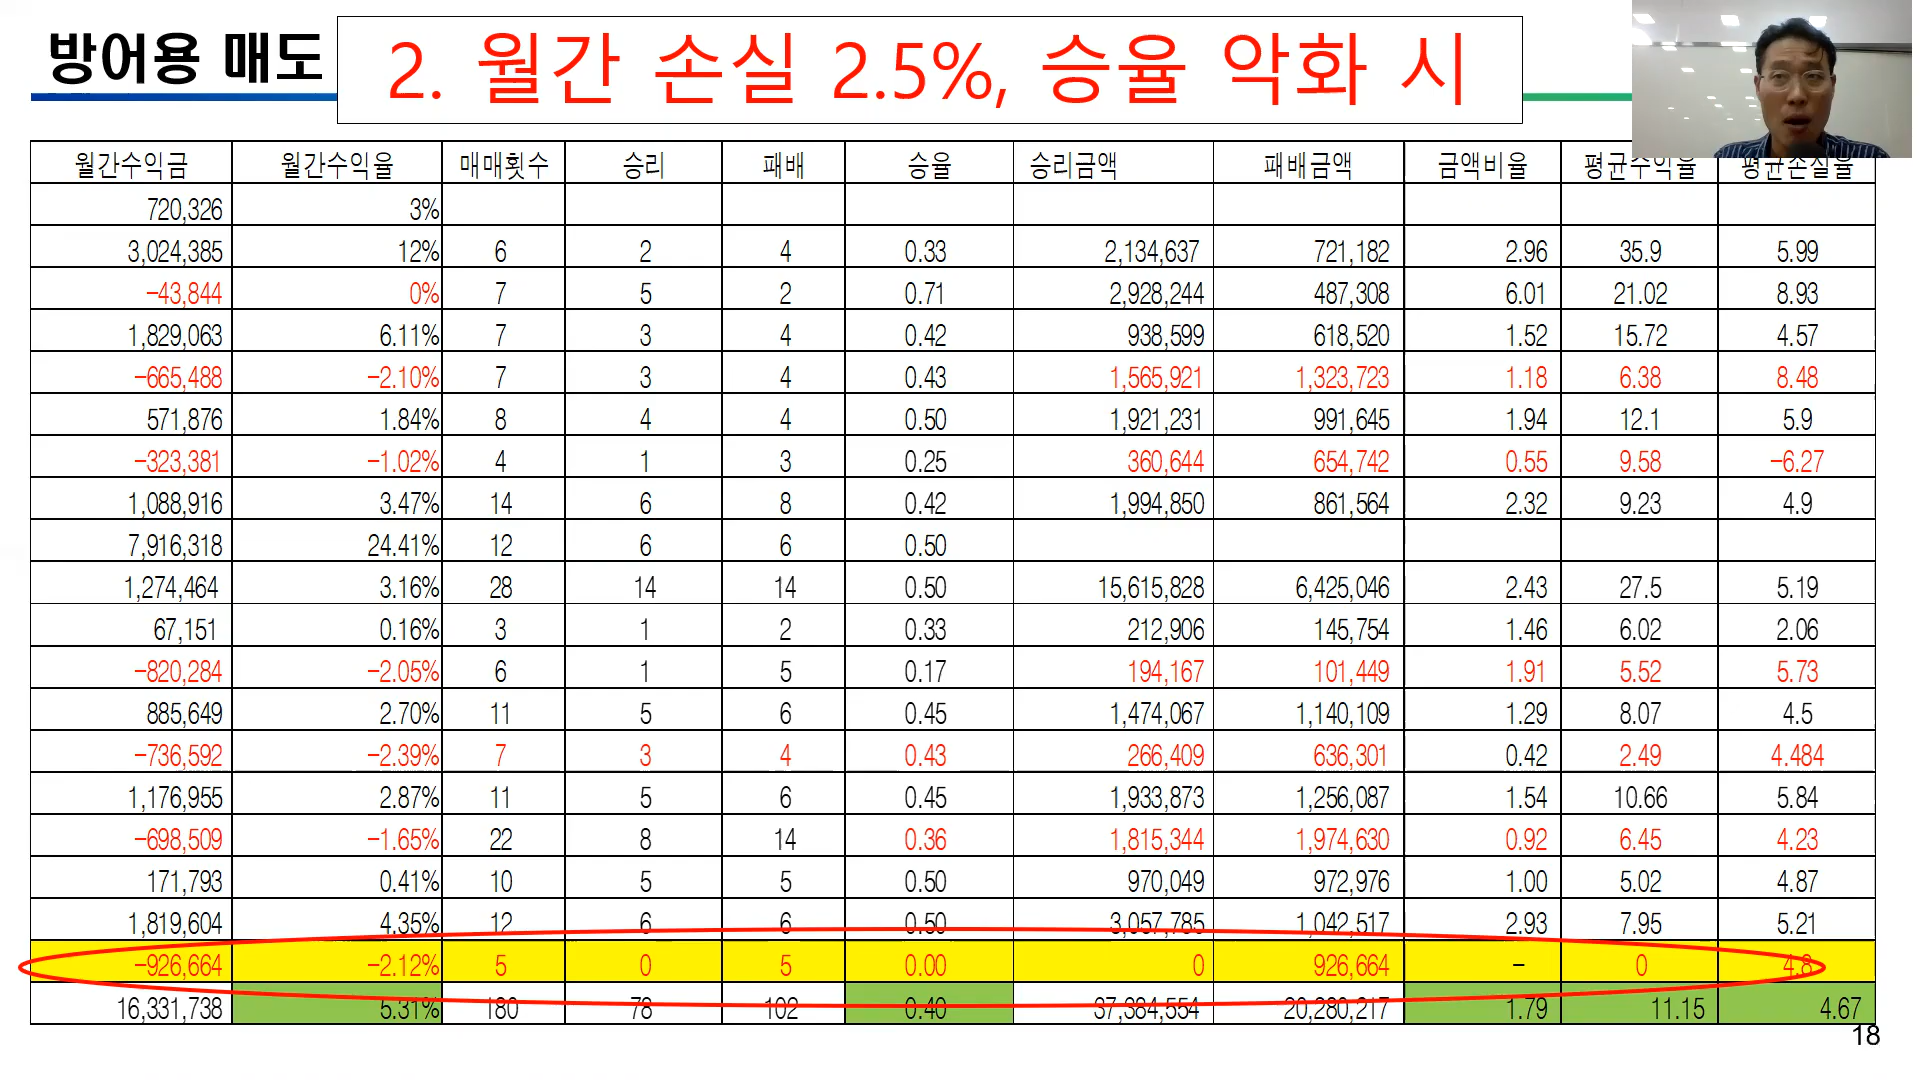 방어용 매도
2. 월간 손실 2.5%, 승율 악화 시
월간수익금 월간수익율 매매횟수 승리 패배 승율 승리금액 패배금액 금액비율 평균수익율 평균손실율
720,326 3%
3,024,385 12% 6 2 4 0.33 2,134,637 721,182 2.96 35.9 5.99
-43,844 0% 7 5 2 0.71 2,928,244 487,308 6.01 21.02 8.93
1,829,063 6.11% 7 3 4 0.42 938,599 618,520 1.52 15.72 4.57
-665,488 -2.10% 7 3 4 0.43 1,565,921 1,323,723 1.18 6.38 8.48
571,876 1.84% 8 4 4 0.50 1,921,231 991,645 1.94 12.1 5.9
-323,381 -1.02% 4 1 3 0.25 360,644 654,742 0.55 9.58 -6.27
1,088,916 3.47% 14 6 8 0.42 1,994,850 861,564 2.32 9.23 4.9
7,916,318 24.41% 12 6 6 0.50
1,274,464 3.16% 28 14 14 0.50 15,615,828 6,425,046 2.43 27.5 5.19
67,151 0.16% 3 1 2 0.33 212,906 145,754 1.46 6.02 2.06
-820,284 -2.05% 6 1 5 0.17 194,167 101,449 1.91 5.52 5.73
885,649 2.70% 11 5 6 0.45 1,474,067 1,140,109 1.29 8.07 4.5
-736,592 -2.39% 7 3 4 0.43 266,409 636,301 0.42 2.49 4.484
1,176,955 2.87% 11 5 6 0.45 1,933,873 1,256,087 1.54 10.66 5.84
-698,509 -1.65% 22 8 14 0.36 1,815,344 1,974,630 0.92 6.45 4.23
171,793 0.41% 10 5 5 0.50 970,049 972,976 1.00 5.02 4.87
1,819,604 4.35% 12 6 6 0.50 3,057,785 1,042,517 2.93 7.95 5.21
-926,664 -2.12% 5 0 5 0.00 0 926,664 - 0 4.8
16,331,738 5.31% 180 78 102 0.40 37,384,554 20,280,217 1.79 11.15 4.67
18